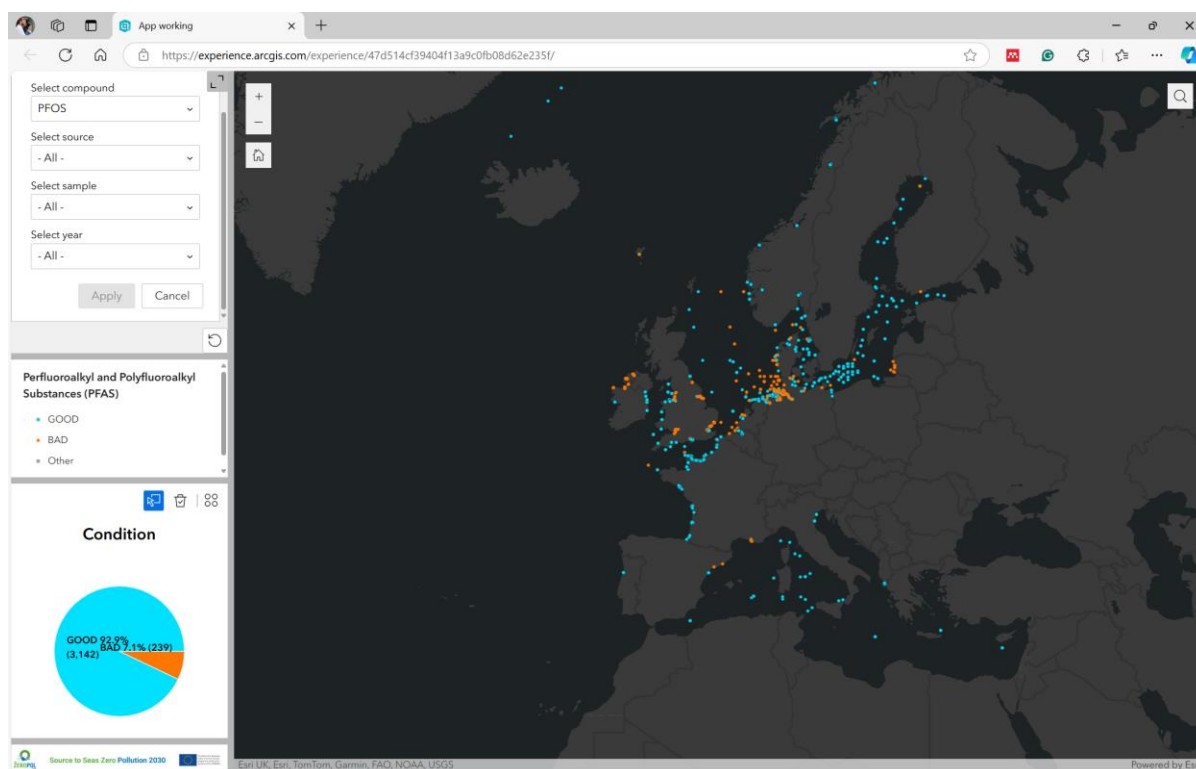 App working
https://experience.arcgis.com/experience/47d514cf39404f13a9c0fb08d62e235f/
Select compound
PFOS
Select source
- All -
Select sample
- All -
Select year
- All -
Apply
Cancel
Perfluoroalkyl and Polyfluoroalkyl
Substances (PFAS)
GOOD
BAD
Other
Condition
GOOD 92.9%
(3,142)
BAD 7.1% (239)
Source to Seas Zero Pollution 2030
Esri UK, Esri, TomTom, Garmin, FAO, NOAA, USGS
Powered by Es